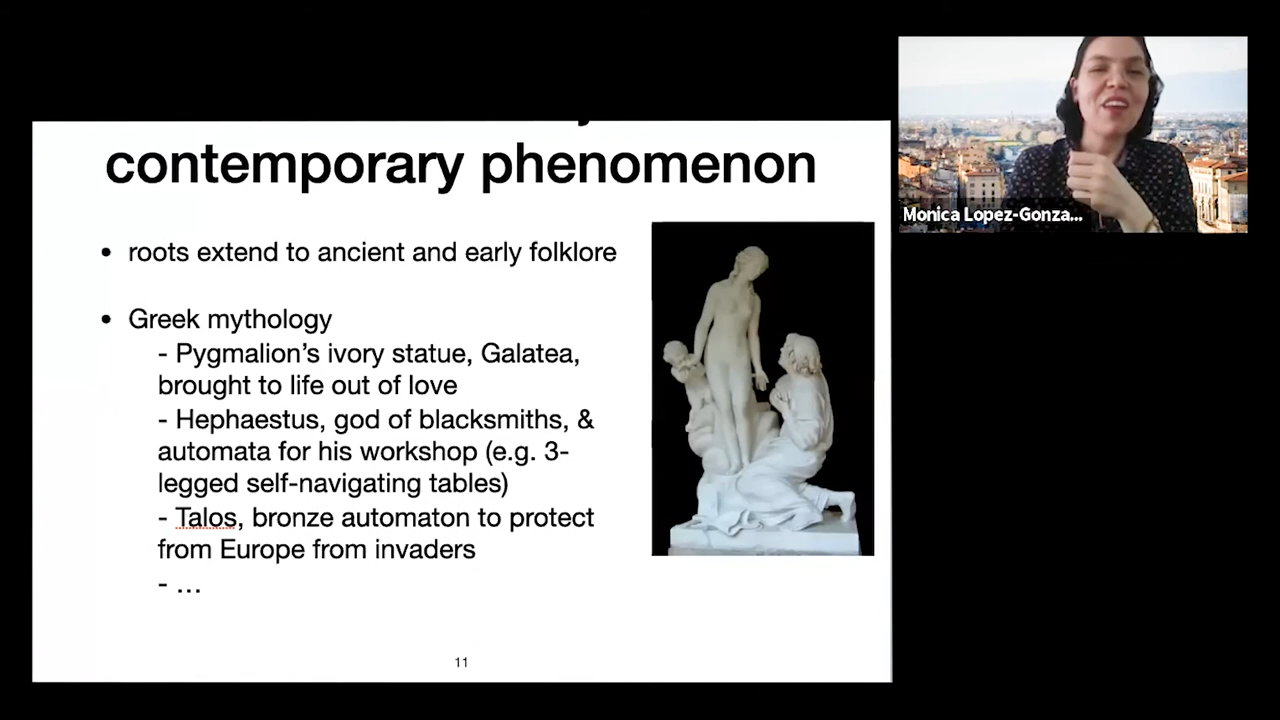 contemporary phenomenon
• roots extend to ancient and early folklore
• Greek mythology
- Pygmalion’s ivory statue, Galatea,
brought to life out of love
- Hephaestus, god of blacksmiths, &
automata for his workshop (e.g. 3-
legged self-navigating tables)
- Talos, bronze automaton to protect
from Europe from invaders
- …
11
Monica Lopez-Gonza...